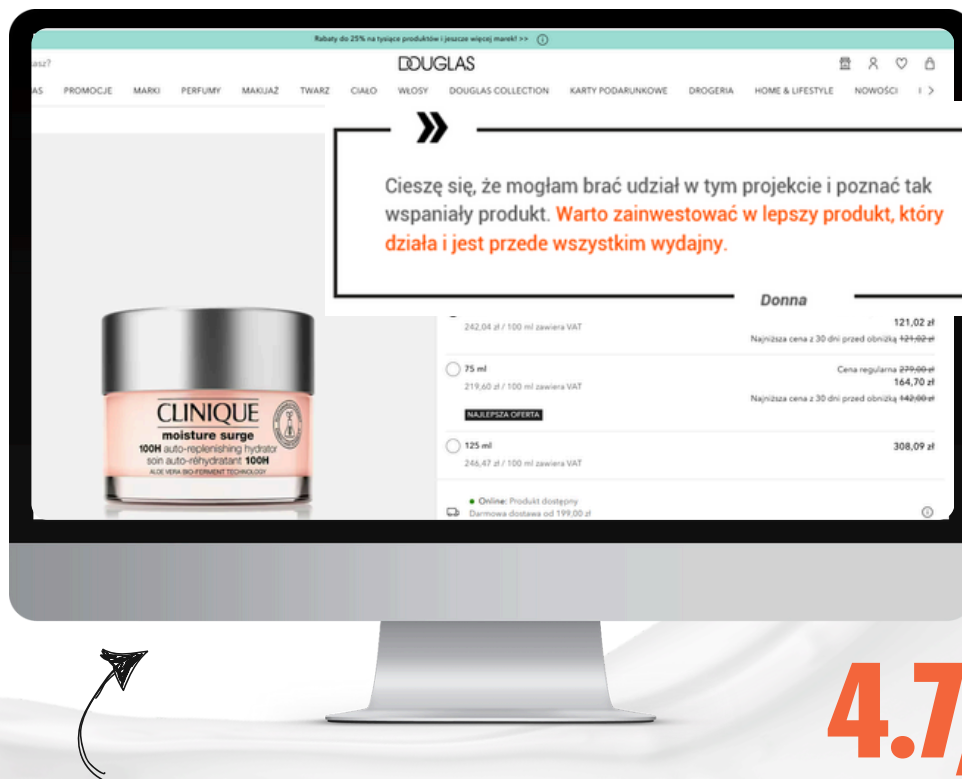 Rabaty do 25% na tysiące produktów i jeszcze więcej marek! >>
DOUGLAS
PROMOCJE MARKI PERFUMY MAKIJAŻ TWARZ CIAŁO WŁOSY DOUGLAS COLLECTION KARTY PODARUNKOWE DROGERIA HOME & LIFESTYLE NOWOŚCI
Cieszę się, że mogłam brać udział w tym projekcie i poznać tak
wspaniały produkt. Warto zainwestować w lepszy produkt, który
działa i jest przede wszystkim wydajny.
Donna
121,02 zł
242,04 zł / 100 ml zawiera VAT
Najniższa cena z 30 dni przed obniżką 121,02 zł
75 ml
Cena regularna 279,00 zł
164,70 zł
219,60 zł / 100 ml zawiera VAT
Najniższa cena z 30 dni przed obniżką 142,00 zł
NAJLEPSZA OFERTA
125 ml
308,09 zł
246,47 zł / 100 ml zawiera VAT
Online: Produkt dostępny
Darmowa dostawa od 199,00 zł
CLINIQUE
moisture surge
100H auto-replenishing hydrator
soin auto-réhydratant 100H
ALOE VERA BIO-FERMENT TECHNOLOGY
4.7/